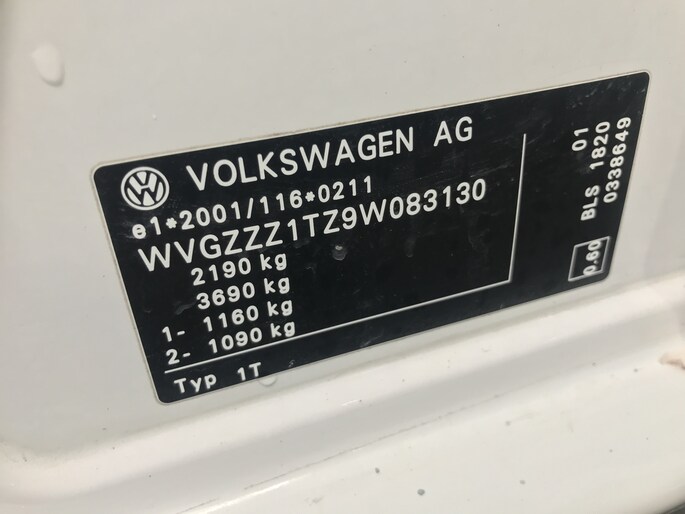 VOLKSWAGEN AG
e1*2001/116*0211
WVGZZZ1TZ9W083130
2190 kg
3690 kg
1- 1160 kg
2- 1090 kg
Typ 1T
01
BLS 1820
0338649
0.60